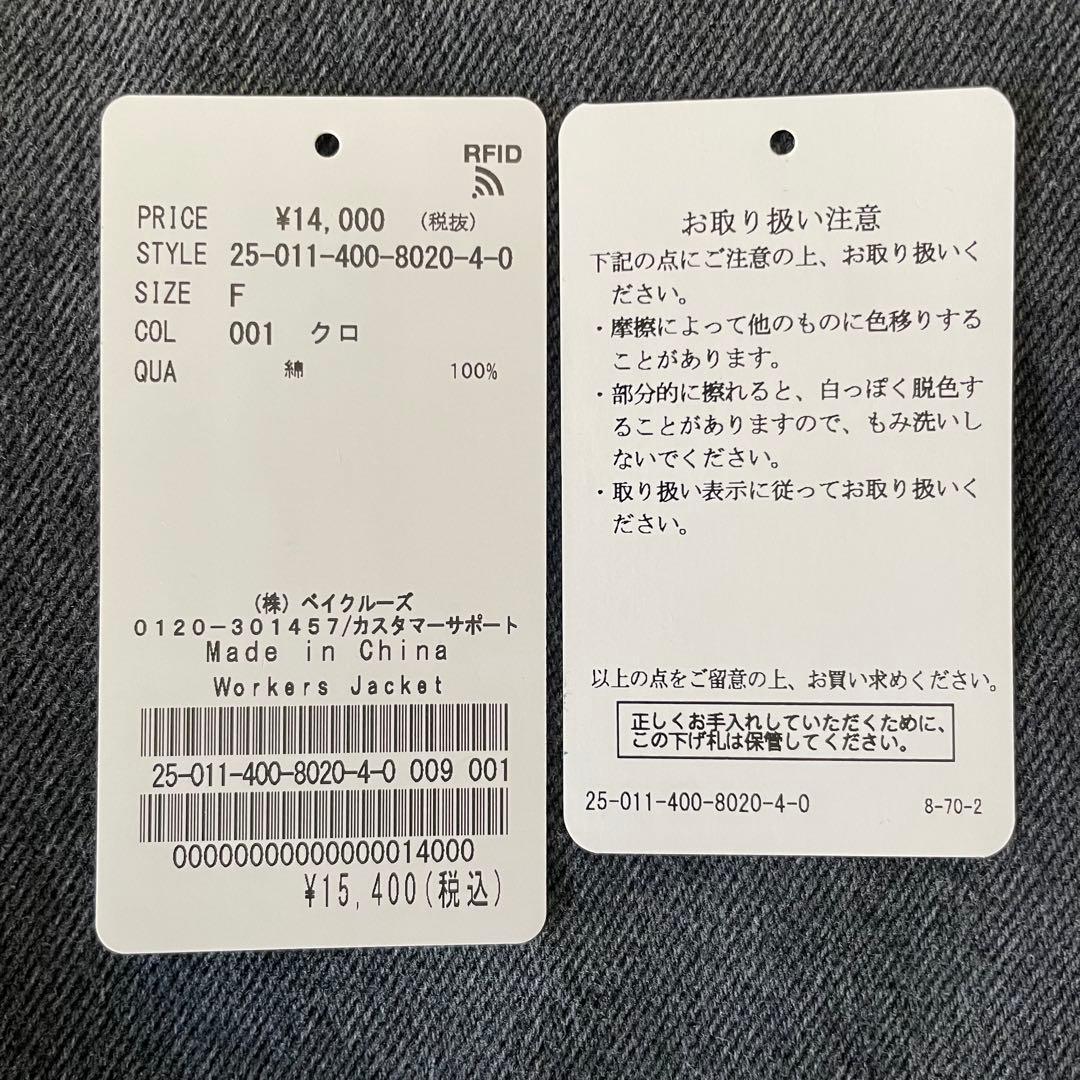 RFID
PRICE ¥14,000 (税抜)
STYLE 25-011-400-8020-4-0
SIZE F
COL 001 クロ
QUA 綿 100%
(株) ベイクルーズ
0120-301457/カスタマーサポート
Made in China
Workers Jacket
25-011-400-8020-4-0 009 001
00000000000000014000
¥15,400(税込)
お取り扱い注意
下記の点にご注意の上、お取り扱いく
ださい。
・摩擦によって他のものに色移りする
ことがあります。
・部分的に擦れると、白っぽく脱色す
ることがありますので、もみ洗いし
ないでください。
・取り扱い表示に従ってお取り扱いく
ださい。
以上の点をご留意の上、お買い求めください。
正しくお手入れしていただくために、
この下げ札は保管してください。
25-011-400-8020-4-0 8-70-2